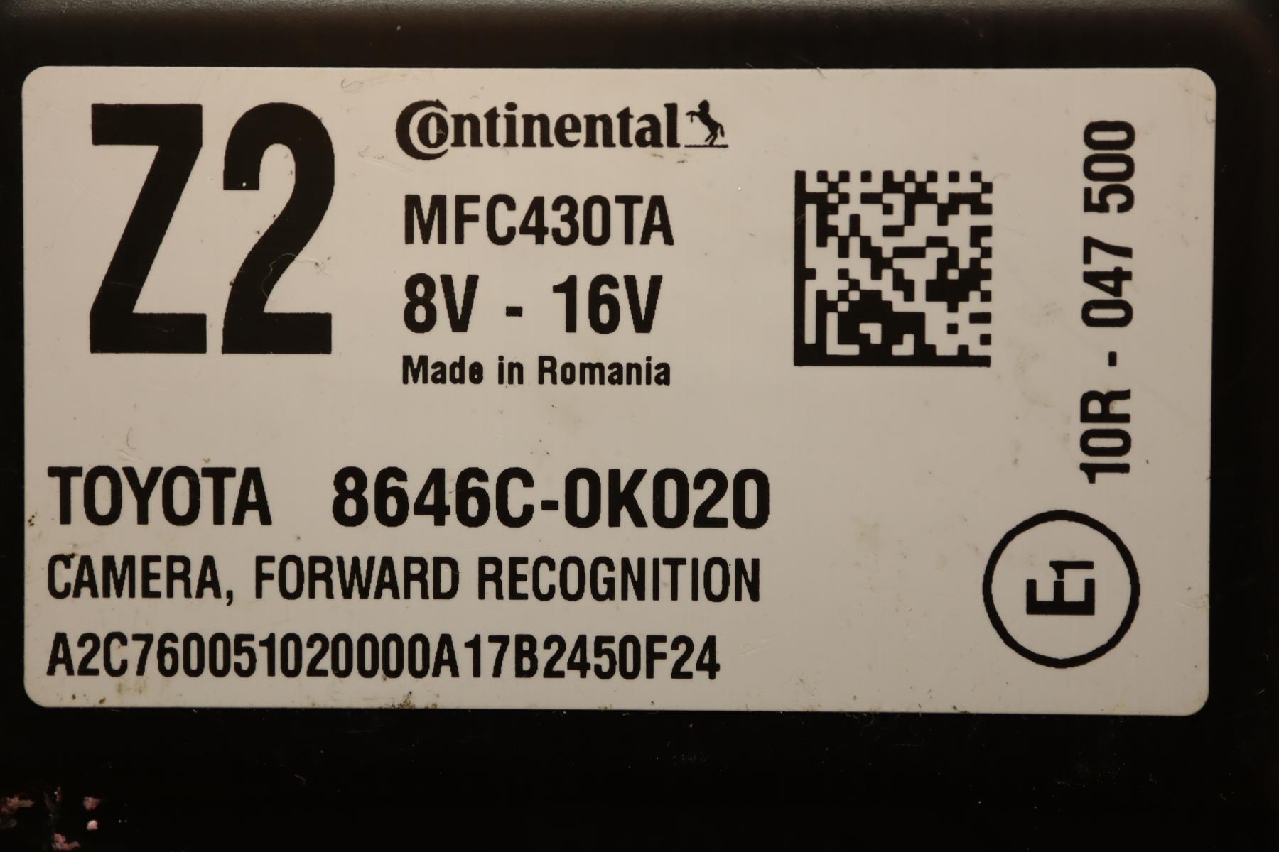 Z2
Continental
MFC430TA
8V - 16V
Made in Romania
TOYOTA 8646C-0K020
CAMERA, FORWARD RECOGNITION
A2C760051020000A17B2450F24
10R - 047 500
E1